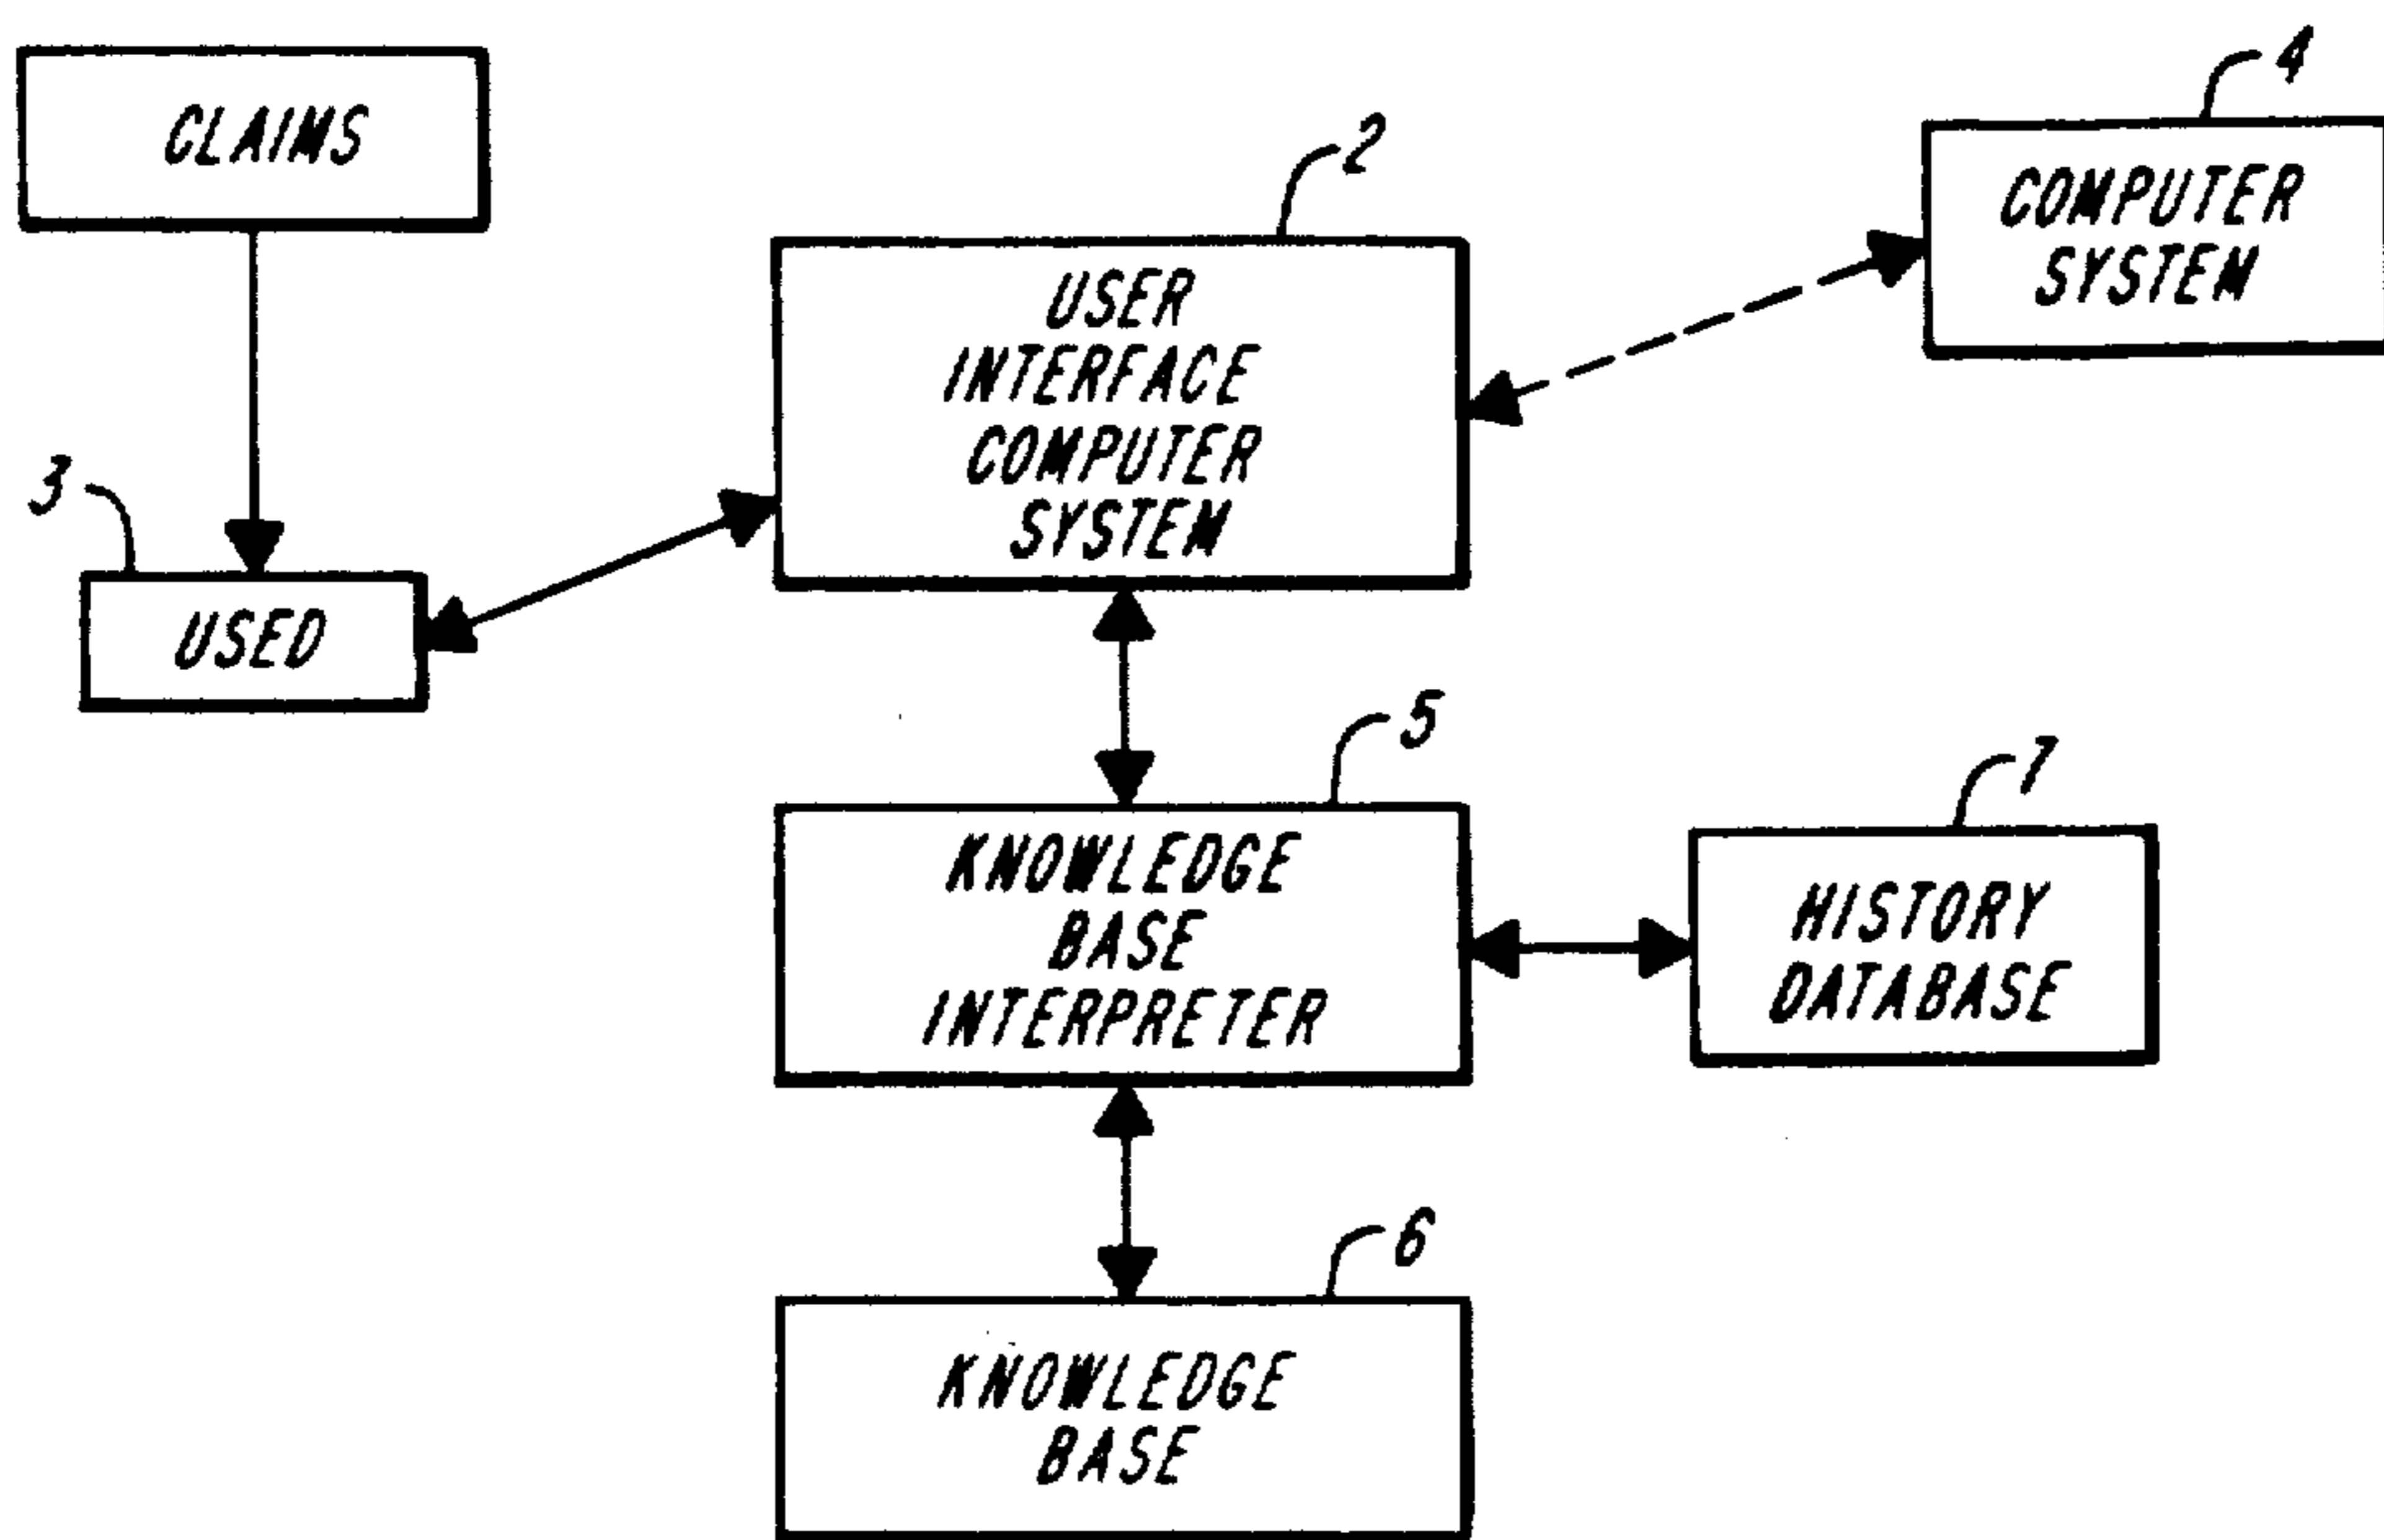 CLAIMS
4
COMPUTER
SYSTEM
2
USER
INTERFACE
COMPUTER
SYSTEM
3
USED
5
KNOWLEDGE
BASE
INTERPRETER
7
HISTORY
DATABASE
6
KNOWLEDGE
BASE